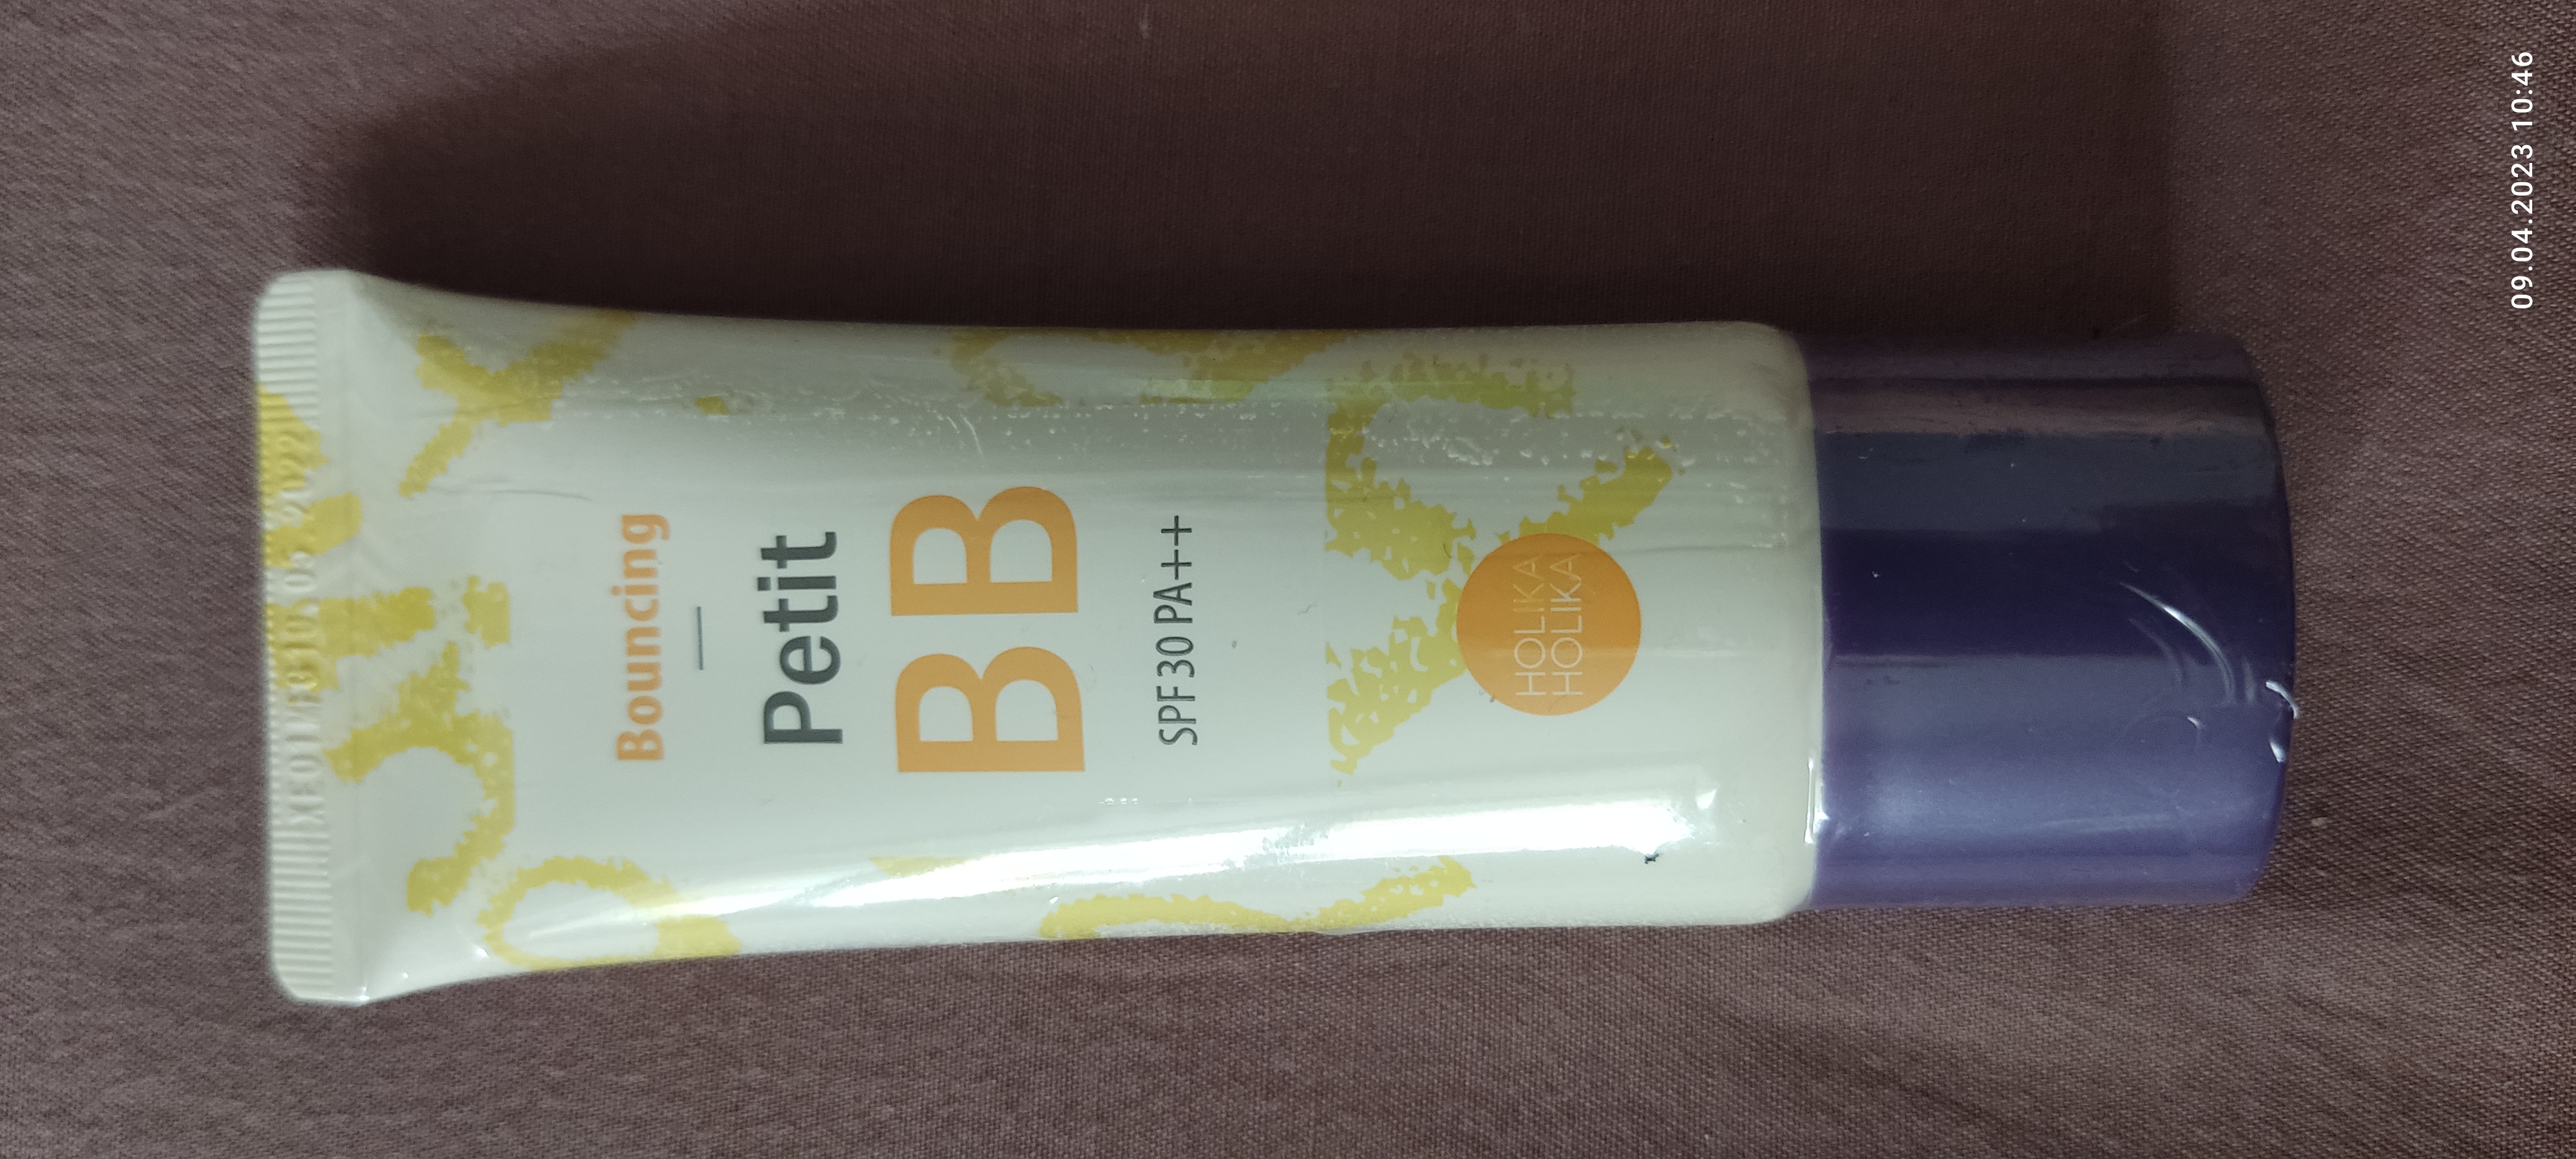 Bouncing
Petit
BB
SPF 30 PA++
HOLIKA
HOLIKA
09.04.2023 10:46